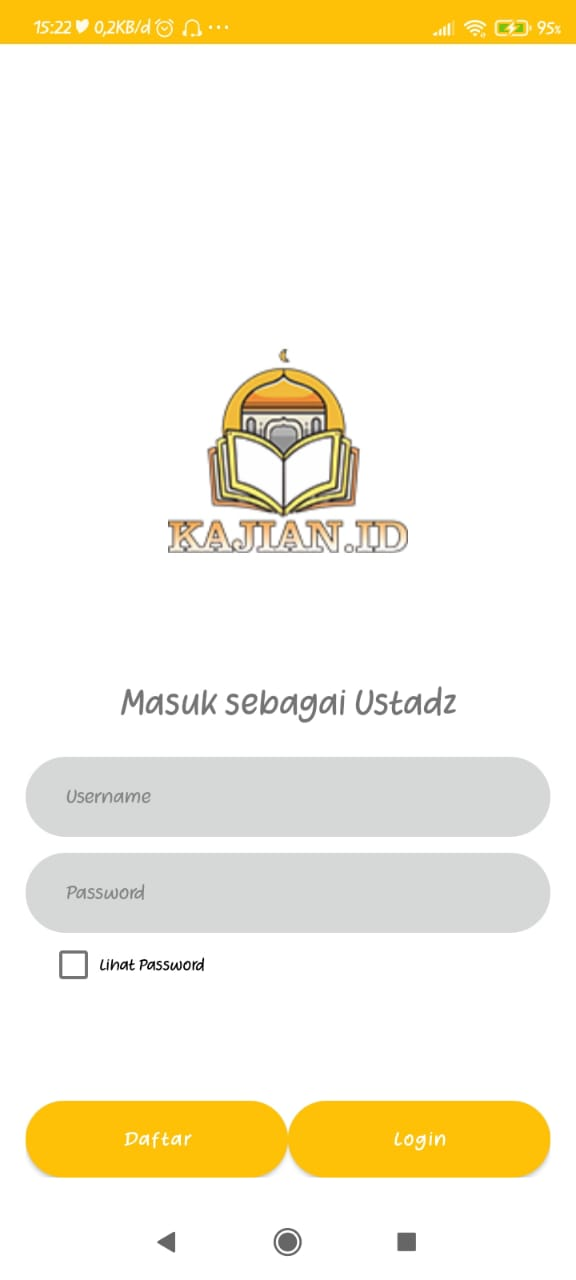 15:22 0,2KB/d ... 95%
KAJIAN.ID
Masuk sebagai Ustadz
Username
Password
Lihat Password
Daftar Login